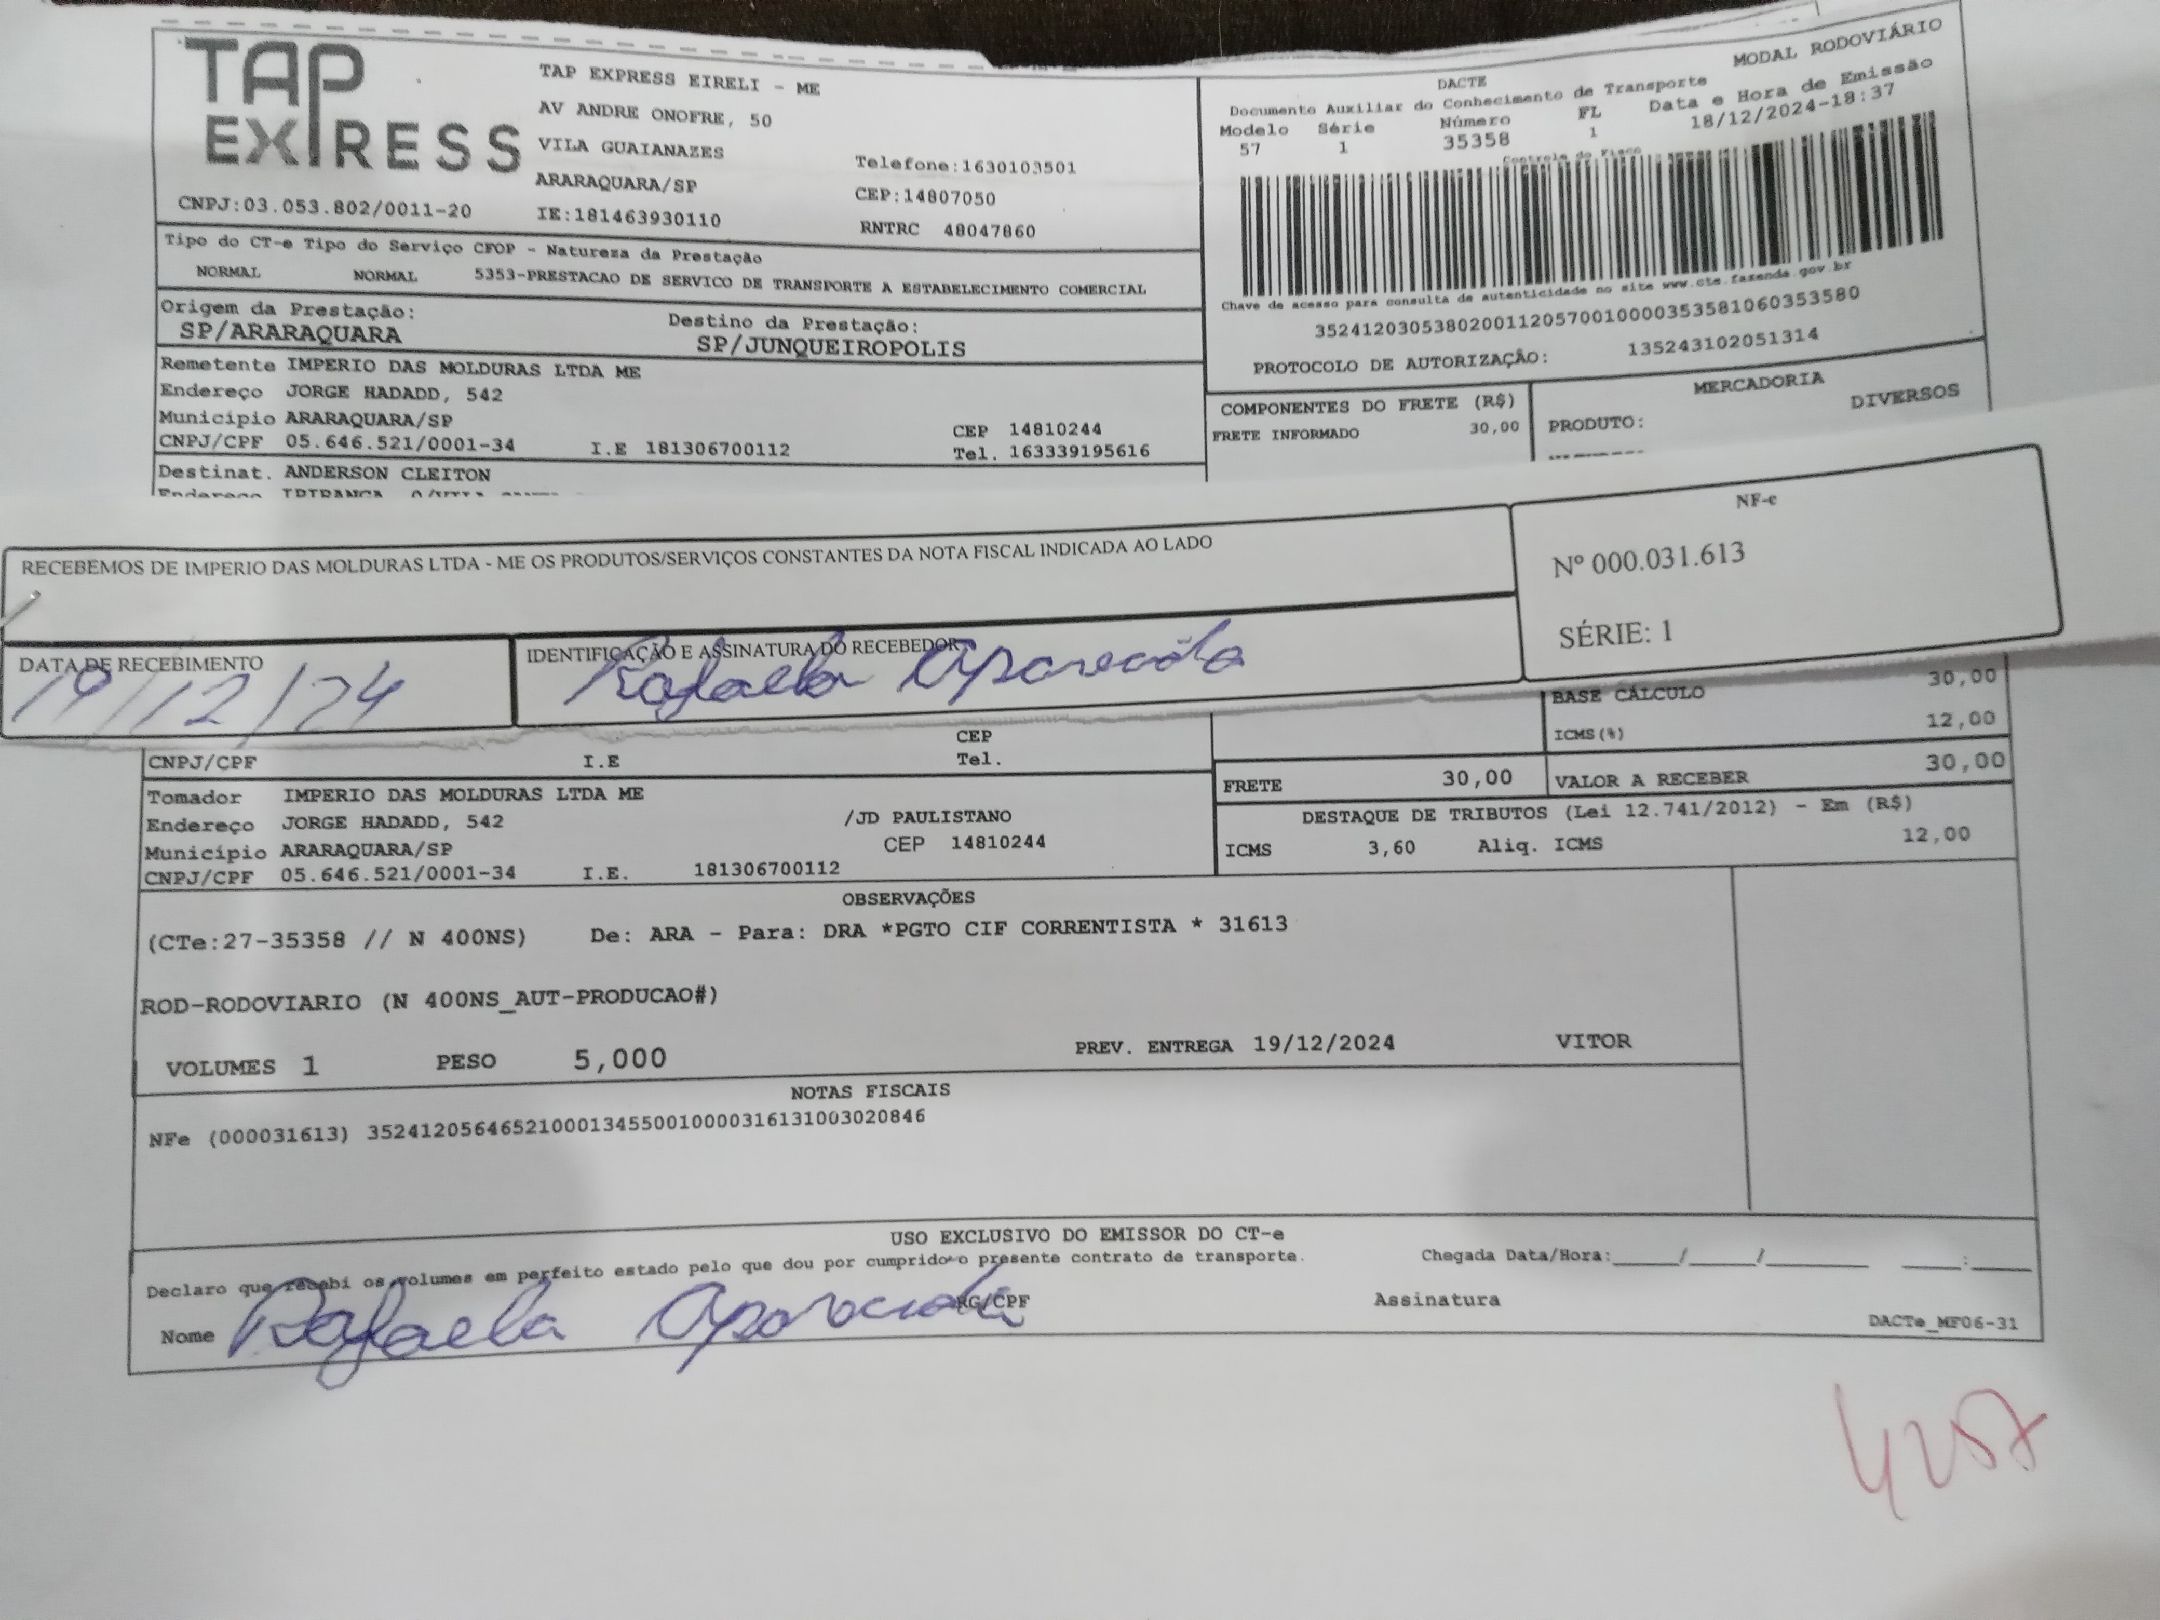 TAP EXPRESS
TAP EXPRESS EIRELI - ME
AV ANDRE ONOFRE, 50
VILA GUAIANAZES
Telefone:1630103501
ARARAQUARA/SP
CEP:14807050
CNPJ:03.053.802/0011-20
IE:181463930110
RNTRC 48047860
MODAL RODOVIÁRIO
DACTE
Documento Auxiliar do Conhecimento de Transporte
Modelo Série Número FL Data e Hora de Emissão
57 1 35358 1 18/12/2024-18:37
Controle do Fisco
Chave de acesso para consulta de autenticidade no site www.cte.fazenda.gov.br
35241203053802001120570010000353581060353580
PROTOCOLO DE AUTORIZAÇÃO: 135243102051314
Tipo do CT-e Tipo do Serviço CFOP - Natureza da Prestação
NORMAL NORMAL 5353-PRESTACAO DE SERVICO DE TRANSPORTE A ESTABELECIMENTO COMERCIAL
Origem da Prestação: Destino da Prestação:
SP/ARARAQUARA SP/JUNQUEIROPOLIS
Remetente IMPERIO DAS MOLDURAS LTDA ME
Endereço JORGE HADADD, 542
Município ARARAQUARA/SP CEP 14810244
CNPJ/CPF 05.646.521/0001-34 I.E 181306700112 Tel. 163339195616
Destinat. ANDERSON CLEITON
COMPONENTES DO FRETE (R$)
FRETE INFORMADO 30,00
MERCADORIA
PRODUTO: DIVERSOS
RECEBEMOS DE IMPERIO DAS MOLDURAS LTDA - ME OS PRODUTOS/SERVIÇOS CONSTANTES DA NOTA FISCAL INDICADA AO LADO
NF-e
Nº 000.031.613
SÉRIE: 1
DATA DE RECEBIMENTO
19/12/24
IDENTIFICAÇÃO E ASSINATURA DO RECEBEDOR
Rafaela Aparecida
BASE CÁLCULO 30,00
ICMS(%) 12,00
CEP
CNPJ/CPF I.E Tel.
FRETE 30,00 VALOR A RECEBER 30,00
Tomador IMPERIO DAS MOLDURAS LTDA ME
Endereço JORGE HADADD, 542 /JD PAULISTANO
Município ARARAQUARA/SP CEP 14810244
CNPJ/CPF 05.646.521/0001-34 I.E. 181306700112
DESTAQUE DE TRIBUTOS (Lei 12.741/2012) - Em (R$)
ICMS 3,60 Aliq. ICMS 12,00
OBSERVAÇÕES
(CTe:27-35358 // N 400NS) De: ARA - Para: DRA *PGTO CIF CORRENTISTA * 31613
ROD-RODOVIARIO (N 400NS_AUT-PRODUCAO#)
VOLUMES 1 PESO 5,000 PREV. ENTREGA 19/12/2024 VITOR
NOTAS FISCAIS
NFe (000031613) 35241205646521000134550010000316131003020846
USO EXCLUSIVO DO EMISSOR DO CT-e
Declaro que recebi os volumes em perfeito estado pelo que dou por cumprido o presente contrato de transporte. Chegada Data/Hora:____/____/______ ____:____
Nome Rafaela Aparecida RG/CPF Assinatura
DACTe_MF06-31
4257